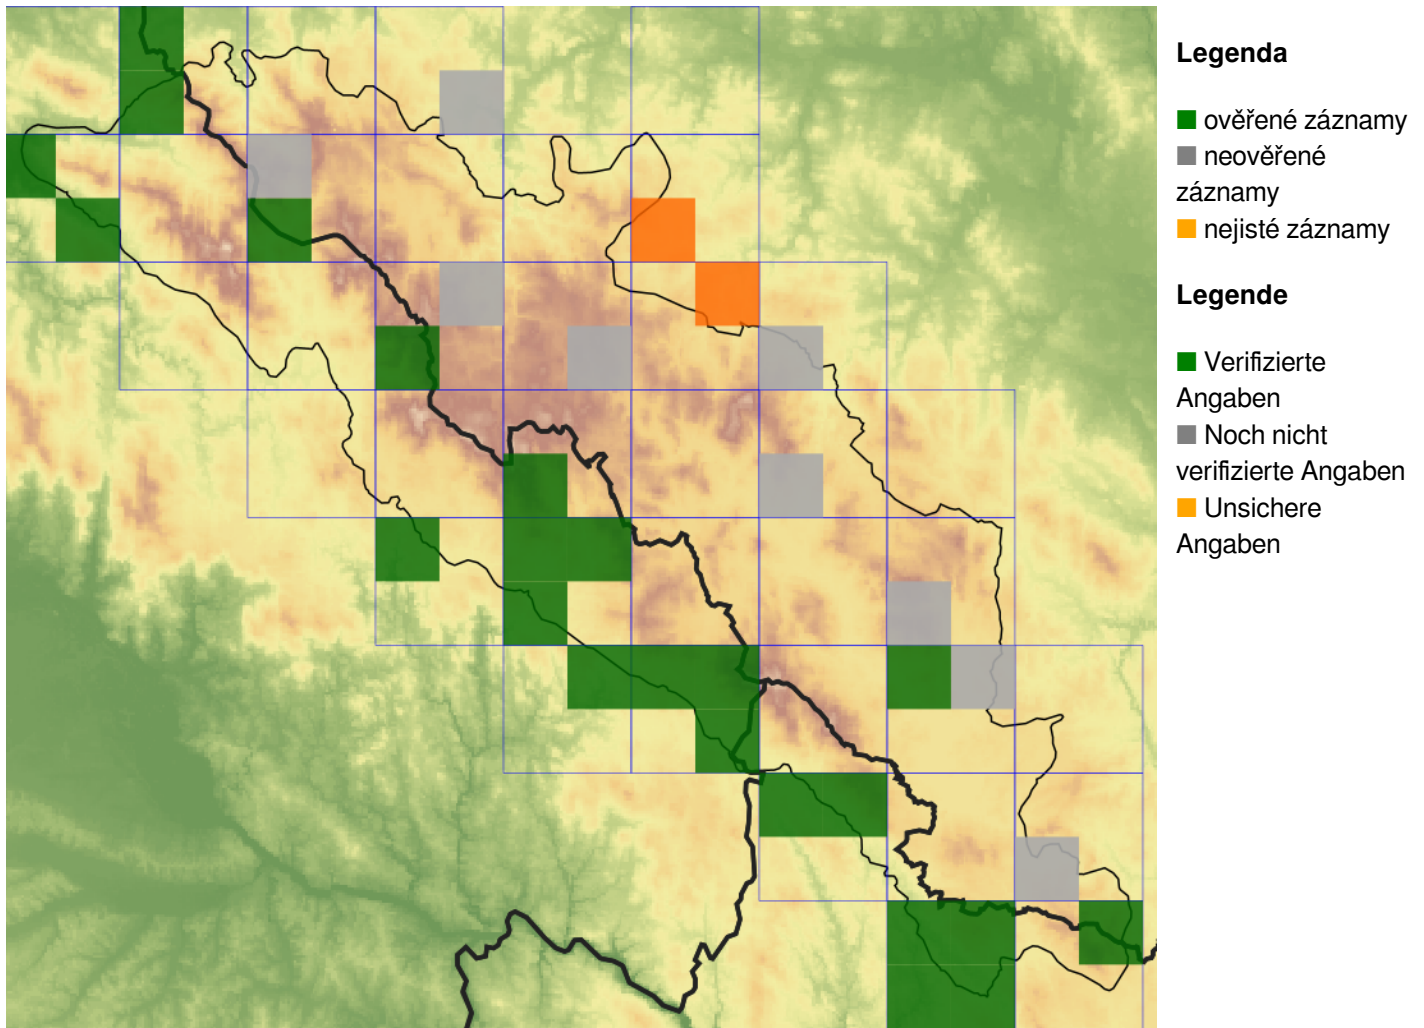 Legenda
ověřené záznamy
neověřené
záznamy
nejisté záznamy
Legende
Verifizierte
Angaben
Noch nicht
verifizierte Angaben
Unsichere
Angaben